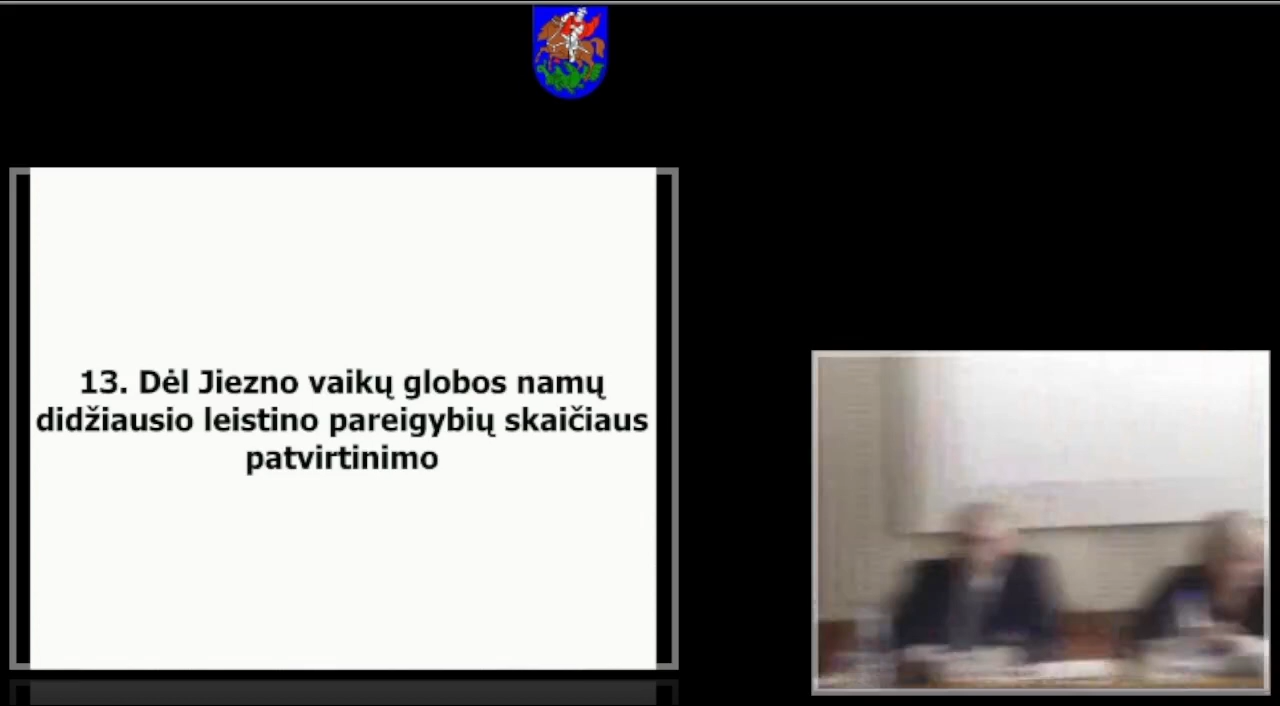 13. Dėl Jiezno vaikų globos namų
didžiausio leistino pareigybių skaičiaus
patvirtinimo